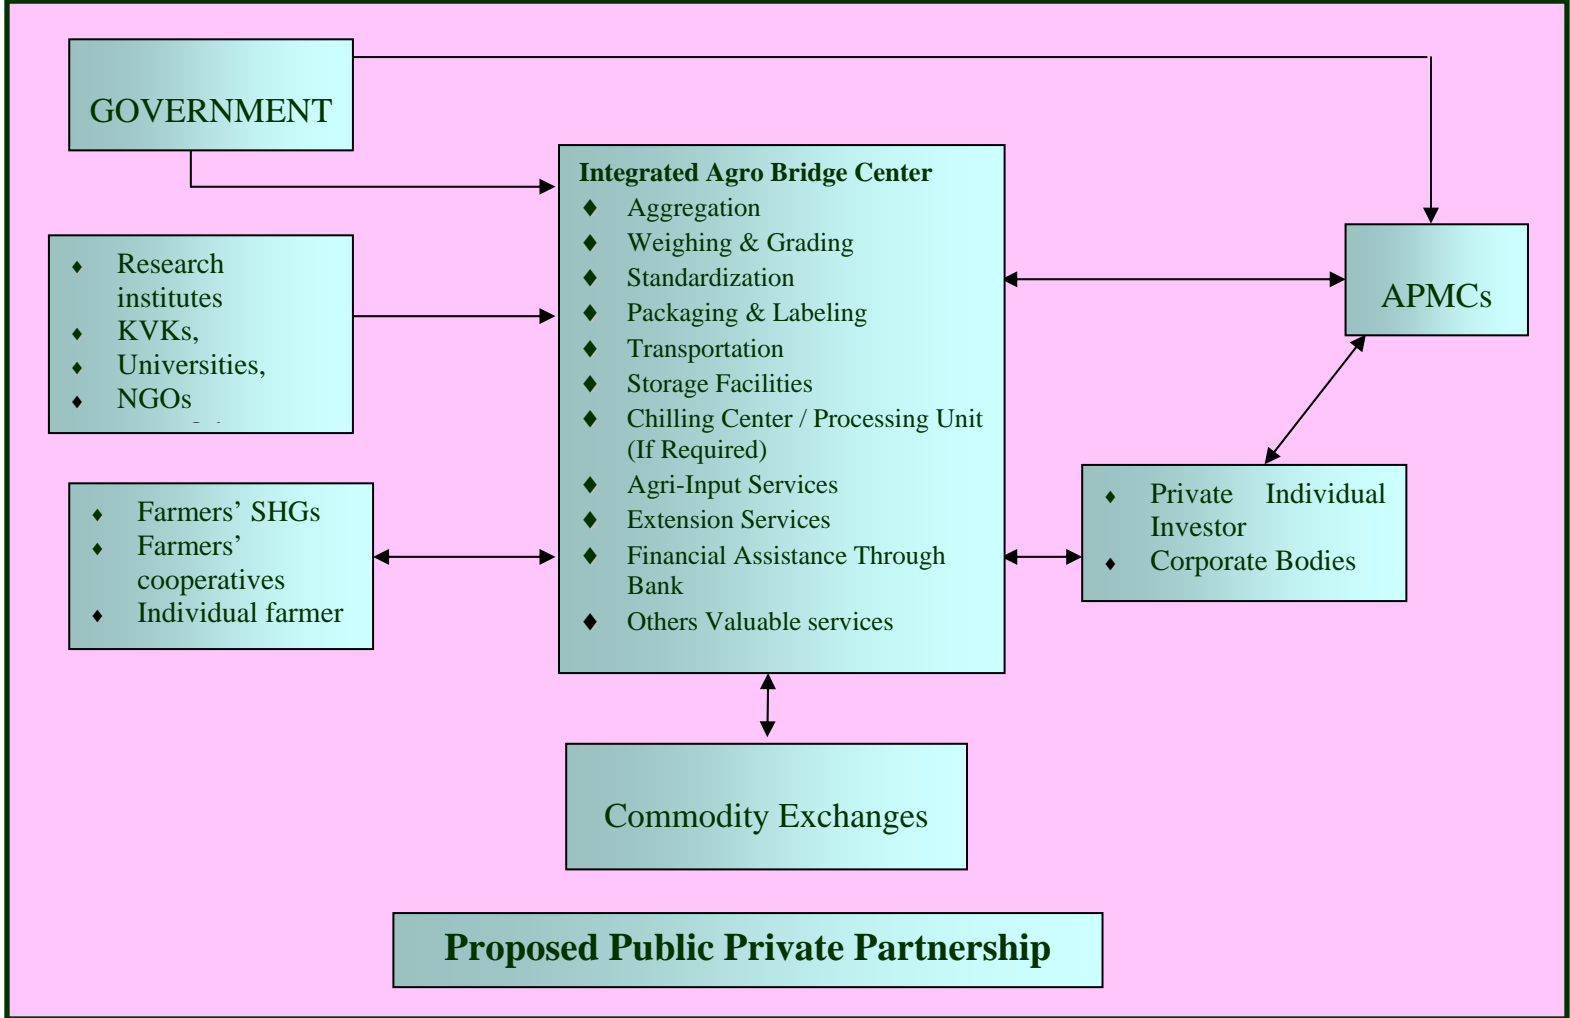 GOVERNMENT
Integrated Agro Bridge Center
♦ Aggregation
♦ Weighing & Grading
♦ Standardization
♦ Packaging & Labeling
♦ Transportation
♦ Storage Facilities
♦ Chilling Center / Processing Unit
(If Required)
♦ Agri-Input Services
♦ Extension Services
♦ Financial Assistance Through
Bank
♦ Others Valuable services
♦ Research
institutes
♦ KVKs,
♦ Universities,
♦ NGOs
APMCs
♦ Farmers’ SHGs
♦ Farmers’
cooperatives
♦ Individual farmer
♦ Private Individual
Investor
♦ Corporate Bodies
Commodity Exchanges
Proposed Public Private Partnership